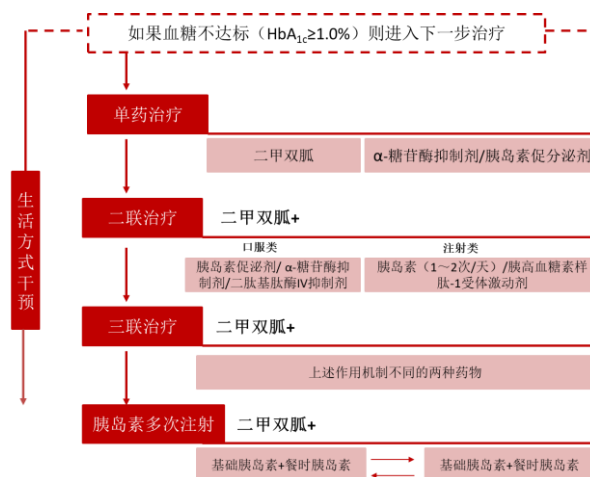 如果血糖不达标（HbA1c≥1.0%）则进入下一步治疗
单药治疗
二甲双胍
α-糖苷酶抑制剂/胰岛素促分泌剂
生活方式干预
二联治疗
二甲双胍+
口服类
注射类
胰岛素促泌剂/ α-糖苷酶抑
制剂/二肽基肽酶Ⅳ抑制剂
胰岛素（1～2次/天）/胰高血糖素样
肽-1受体激动剂
三联治疗
二甲双胍+
上述作用机制不同的两种药物
胰岛素多次注射
二甲双胍+
基础胰岛素+餐时胰岛素
基础胰岛素+餐时胰岛素